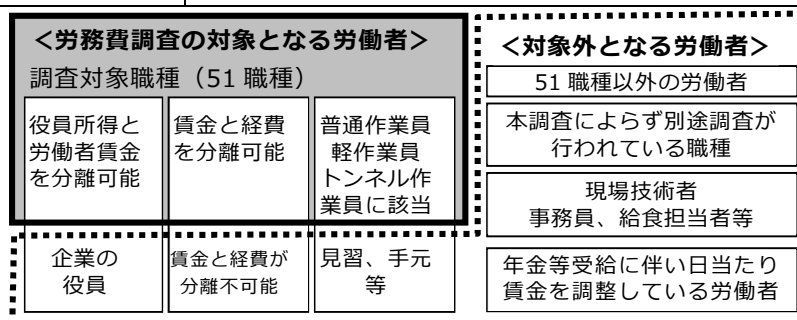 ＜労務費調査の対象となる労働者＞
調査対象職種（51 職種）
役員所得と
労働者賃金
を分離可能
賃金と経費
を分離可能
普通作業員
軽作業員
トンネル作
業員に該当
企業の
役員
賃金と経費が
分離不可能
見習、手元
等
＜対象外となる労働者＞
51 職種以外の労働者
本調査によらず別途調査が
行われている職種
現場技術者
事務員、給食担当者等
年金等受給に伴い日当たり
賃金を調整している労働者